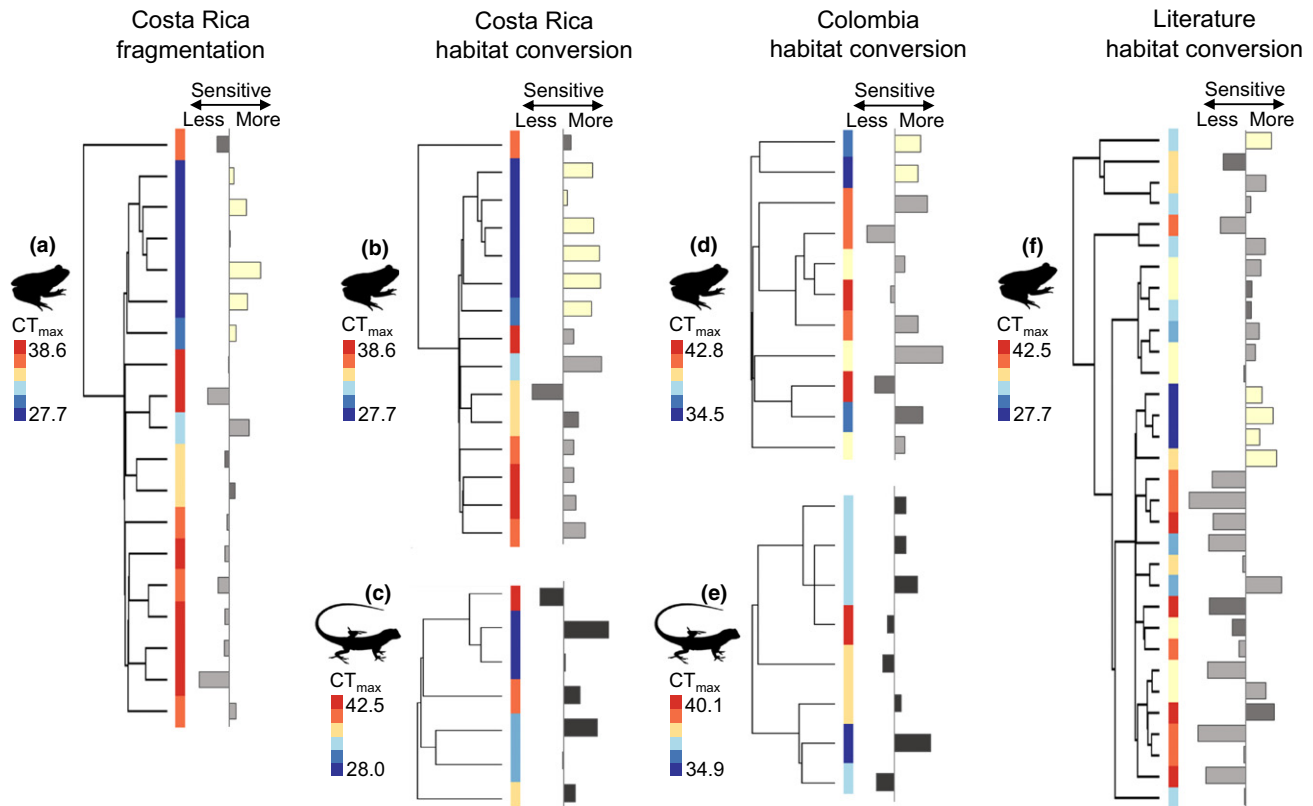 Costa Rica
fragmentation
Costa Rica
habitat conversion
Colombia
habitat conversion
Literature
habitat conversion
Sensitive
Less More
Sensitive
Less More
Sensitive
Less More
Sensitive
Less More
(a)
CTmax
38.6
27.7
(b)
CTmax
38.6
27.7
(c)
CTmax
42.5
28.0
(d)
CTmax
42.8
34.5
(e)
CTmax
40.1
34.9
(f)
CTmax
42.5
27.7